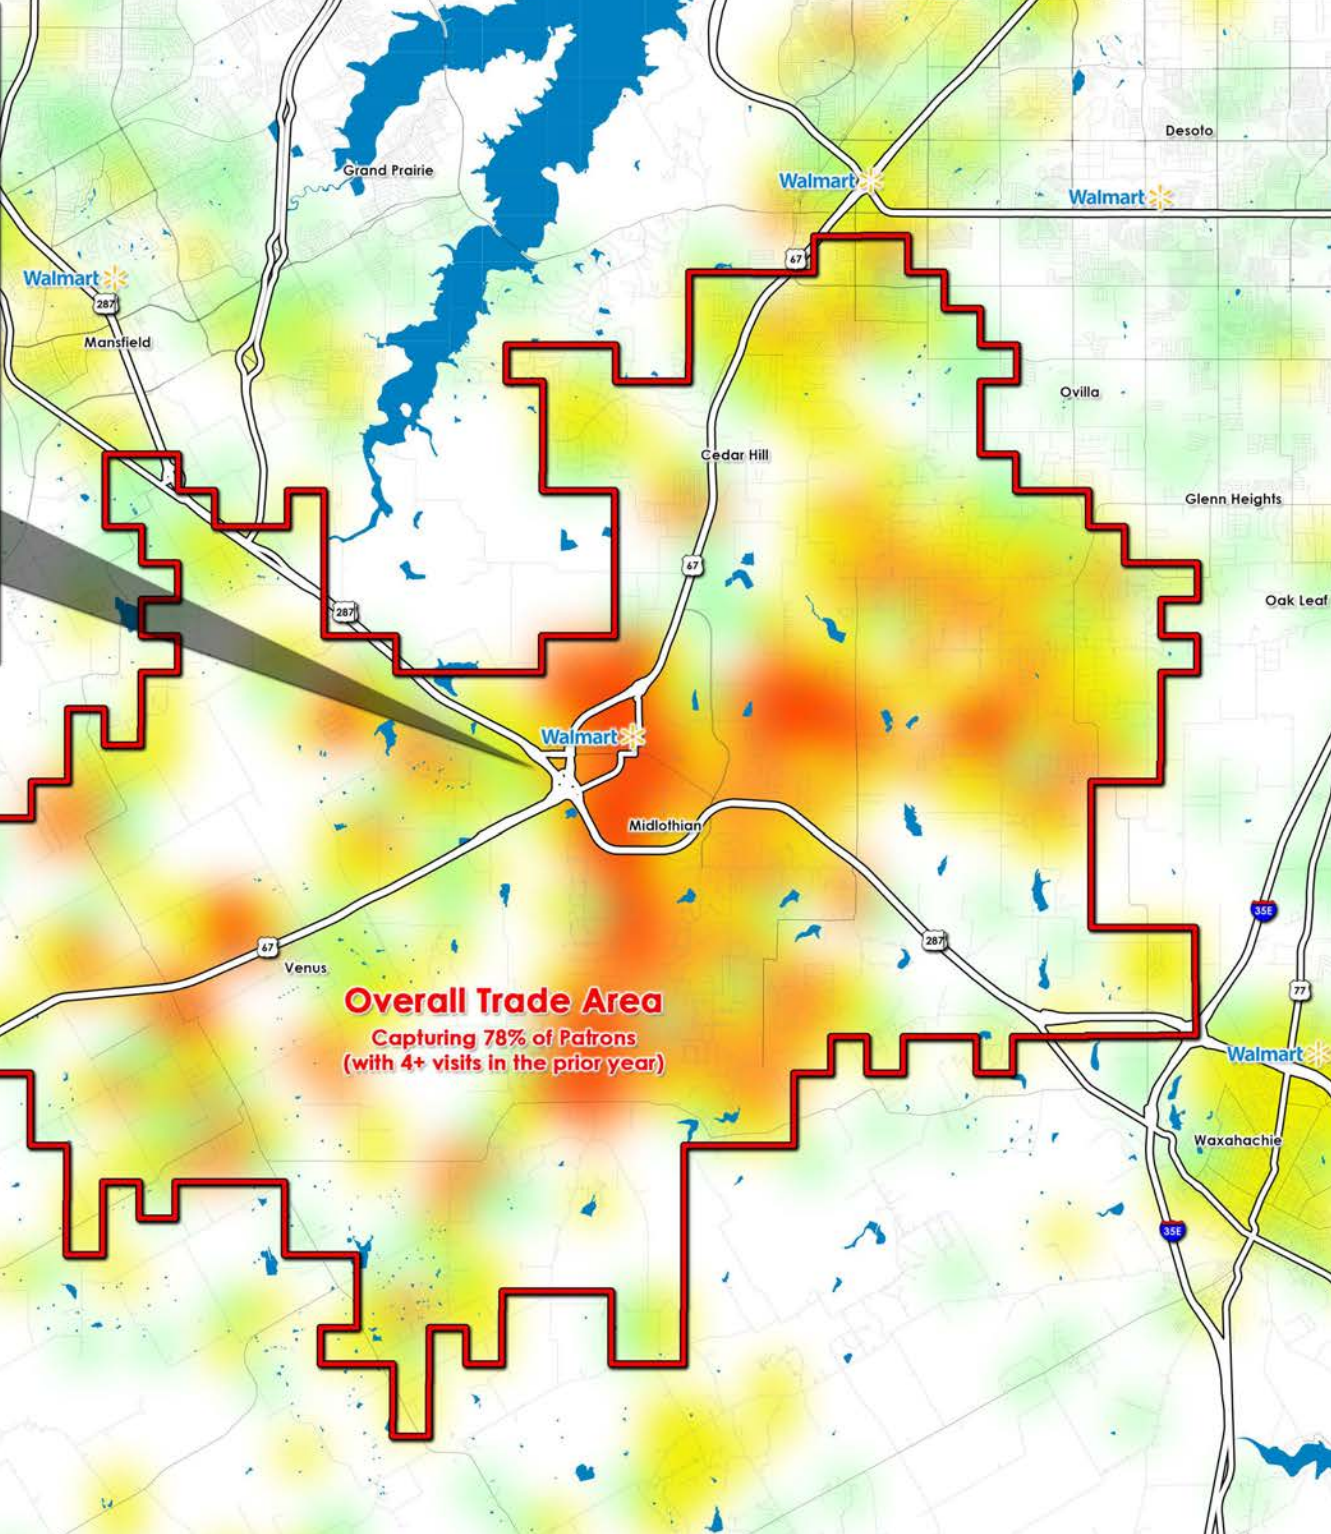 Desoto
Grand Prairie
Walmart
Walmart
67
Walmart
287
Mansfield
Ovilla
Cedar Hill
Glenn Heights
67
Oak Leaf
287
Walmart
Midlothian
35E
287
67
Venus
77
Overall Trade Area
Capturing 78% of Patrons
(with 4+ visits in the prior year)
Walmart
Waxahachie
35E